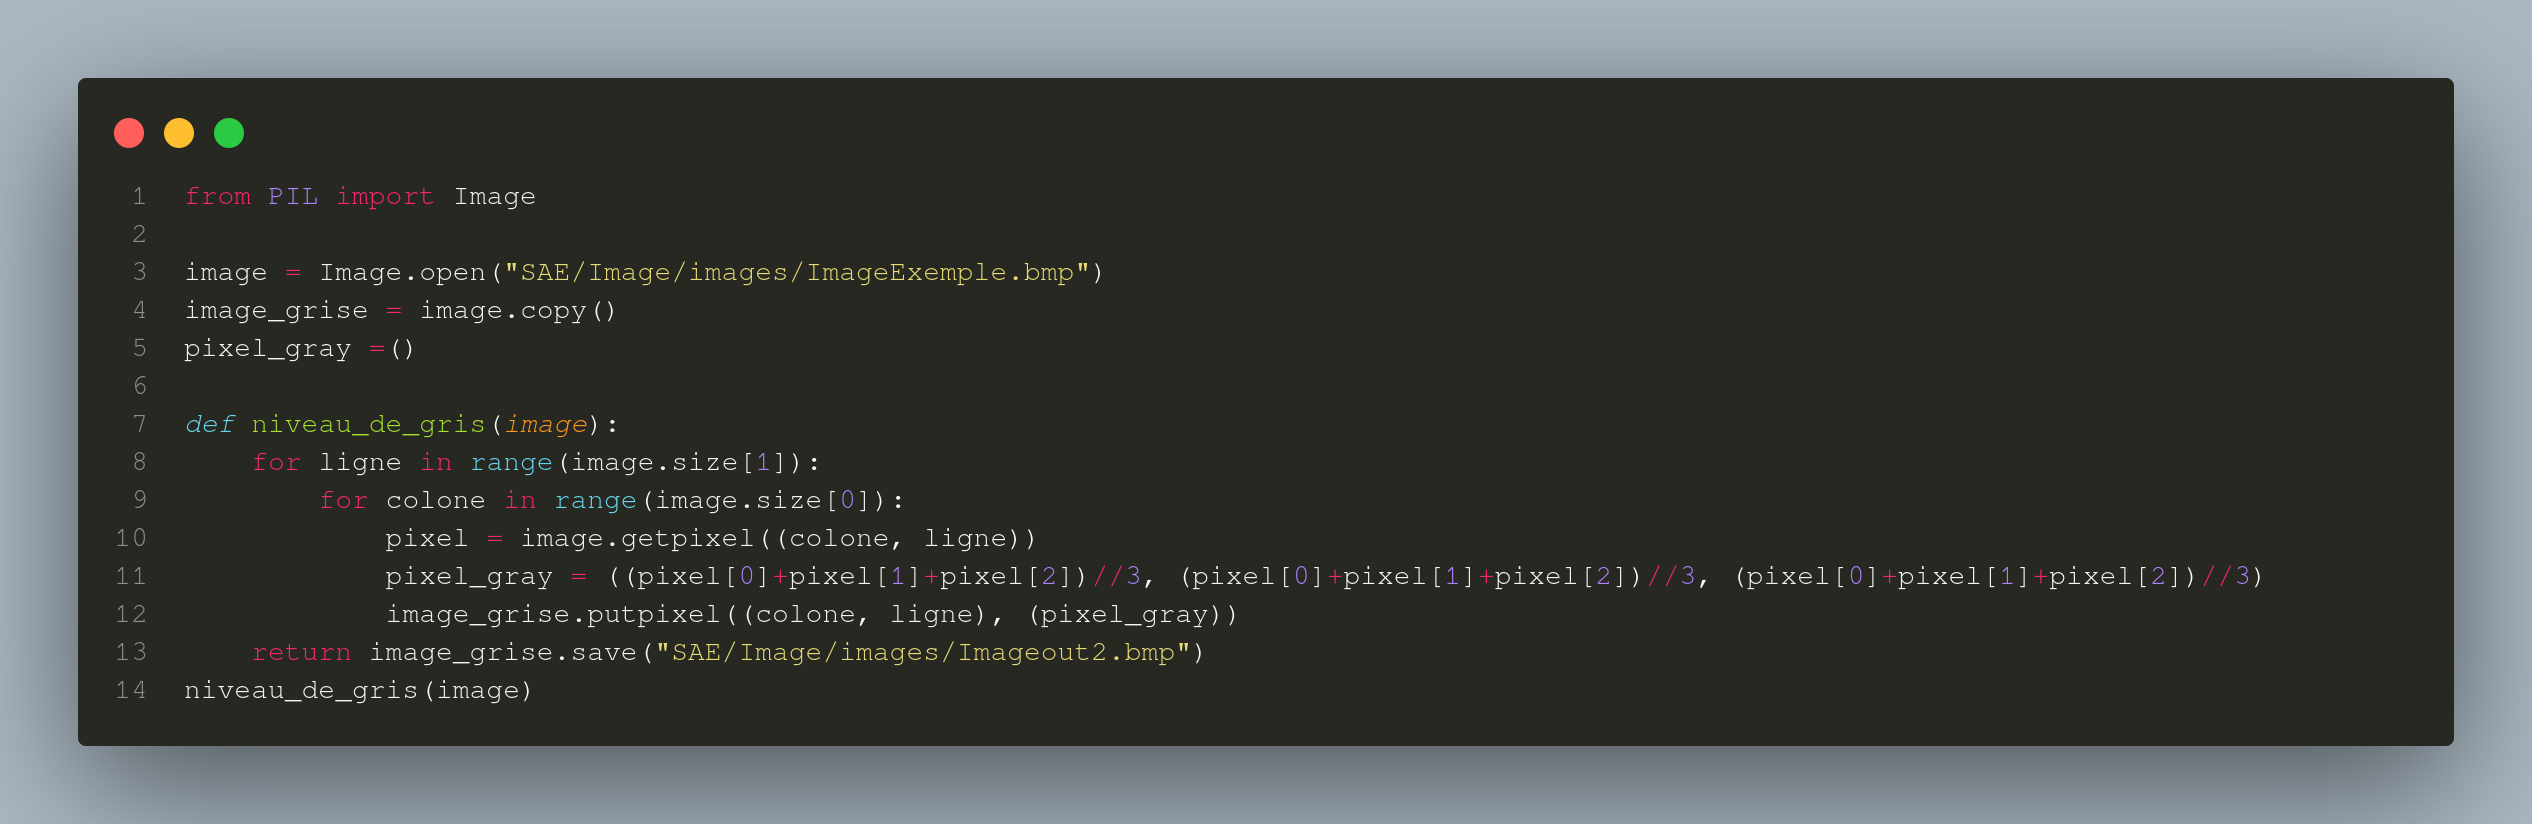 1 from PIL import Image
2
3 image = Image.open("SAE/Image/images/ImageExemple.bmp")
4 image_grise = image.copy()
5 pixel_gray =()
6
7 def niveau_de_gris(image):
8     for ligne in range(image.size[1]):
9         for colone in range(image.size[0]):
10             pixel = image.getpixel((colone, ligne))
11             pixel_gray = ((pixel[0]+pixel[1]+pixel[2])//3, (pixel[0]+pixel[1]+pixel[2])//3, (pixel[0]+pixel[1]+pixel[2])//3)
12             image_grise.putpixel((colone, ligne), (pixel_gray))
13     return image_grise.save("SAE/Image/images/Imageout2.bmp")
14 niveau_de_gris(image)